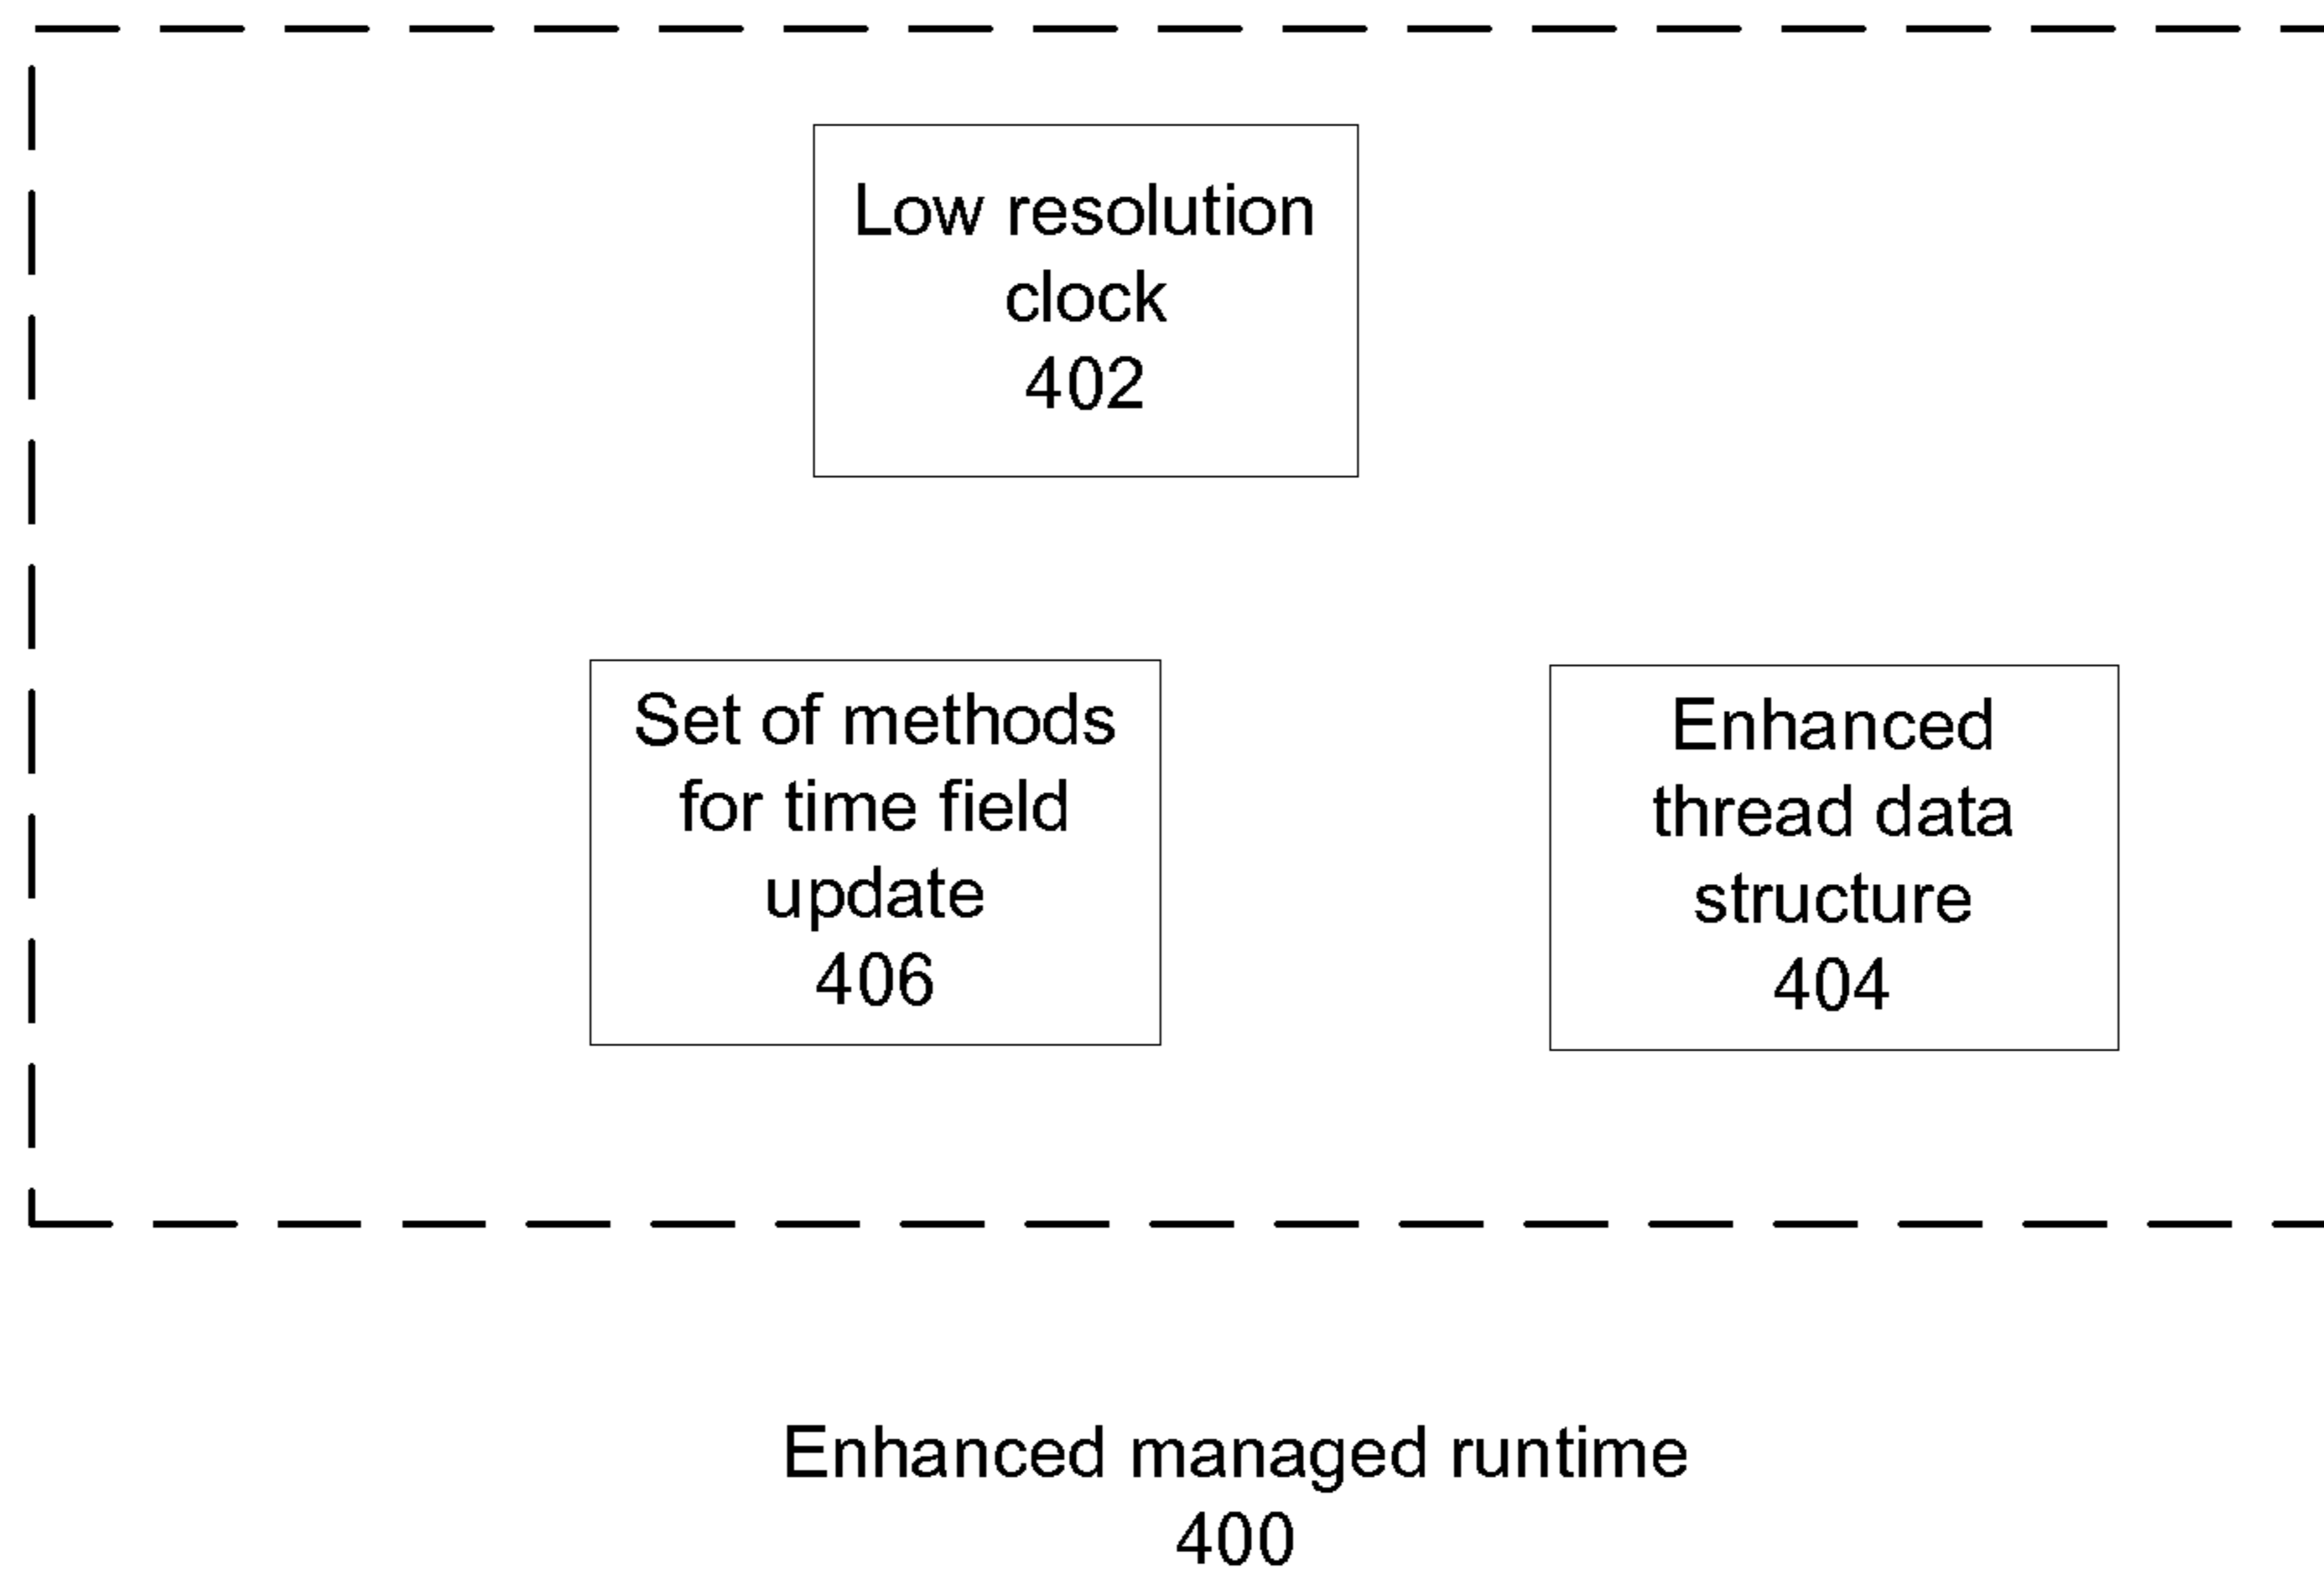 Low resolution
clock
402
Set of methods
for time field
update
406
Enhanced
thread data
structure
404
Enhanced managed runtime
400